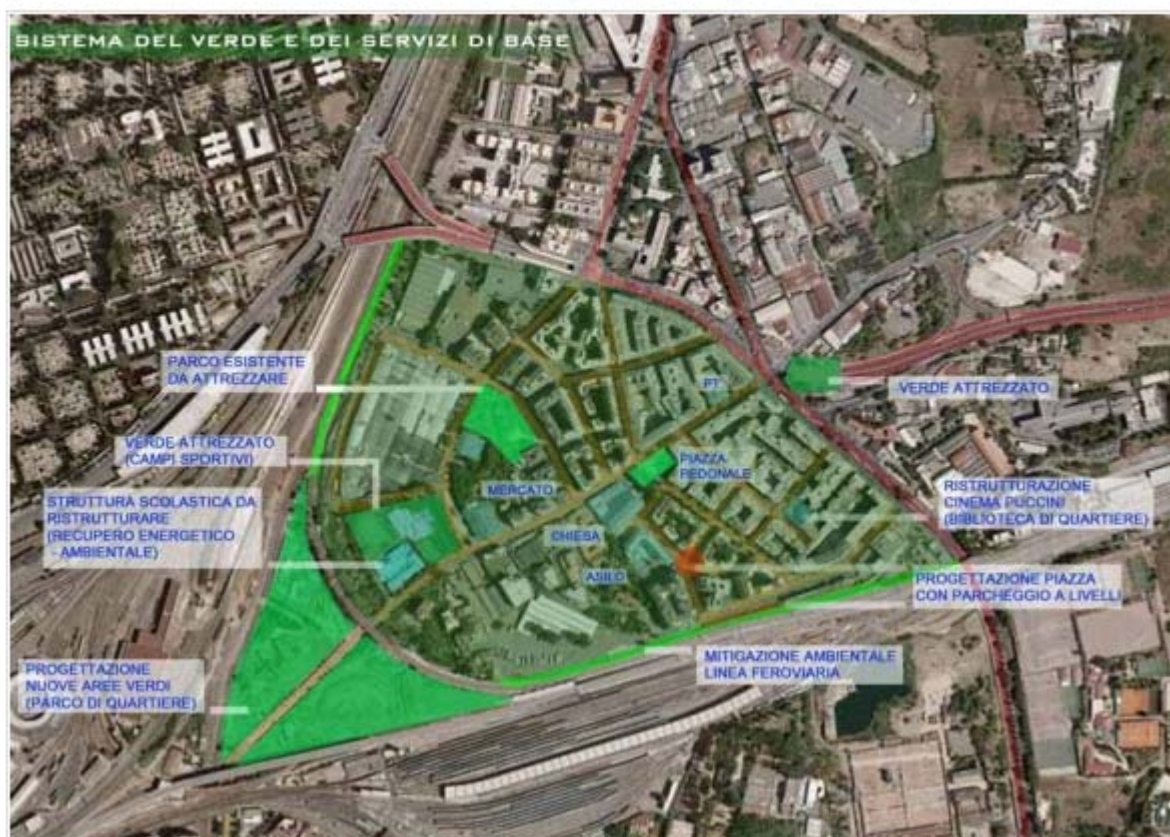 SISTEMA DEL VERDE E DEI SERVIZI DI BASE
PARCO ESISTENTE
DA ATTREZZARE
VERDE ATTREZZATO
(CAMPI SPORTIVI)
STRUTTURA SCOLASTICA DA
RISTRUTTURARE
(RECUPERO ENERGETICO
- AMBIENTALE)
PROGETTAZIONE
NUOVE AREE VERDI
(PARCO DI QUARTIERE)
MERCATO
CHIESA
ASILO
PT
PIAZZA
PEDONALE
VERDE ATTREZZATO
RISTRUTTURAZIONE
CINEMA PUCCINI
(BIBLIOTECA DI QUARTIERE)
PROGETTAZIONE PIAZZA
CON PARCHEGGIO A LIVELLI
MITIGAZIONE AMBIENTALE
LINEA FEROVIARIA